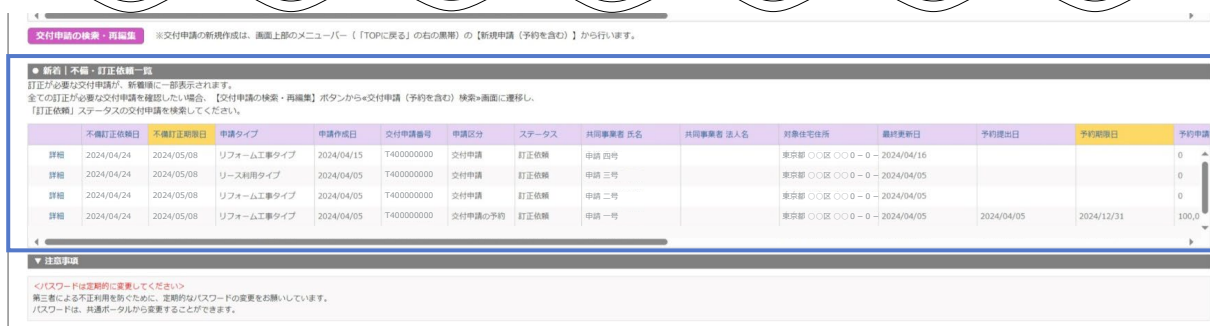 交付申請の検索・再編集 ※交付申請の新規作成は、画面上部のメニューバー（「TOPに戻る」の右の黒帯）の【新規申請（予約を含む）】から行います。
● 新着｜不備・訂正依頼一覧
訂正が必要な交付申請が、新着順に一部表示されます。
全ての訂正が必要な交付申請を確認したい場合、【交付申請の検索・再編集】ボタンから≪交付申請（予約を含む）検索≫画面に遷移し、
「訂正依頼」ステータスの交付申請を検索してください。
不備訂正依頼日 不備訂正期限日 申請タイプ 申請作成日 交付申請番号 申請区分 ステータス 共同事業者 氏名 共同事業者 法人名 対象住宅住所 最終更新日 予約提出日 予約期限日 予約申請
詳細 2024/04/24 2024/05/08 リフォーム工事タイプ 2024/04/15 T400000000 交付申請 訂正依頼 申請 四号 東京都 ○○区 ○○ 0 – 0 – 2024/04/16 0
詳細 2024/04/24 2024/05/08 リース利用タイプ 2024/04/05 T400000000 交付申請 訂正依頼 申請 三号 東京都 ○○区 ○○ 0 – 0 – 2024/04/05 0
詳細 2024/04/24 2024/05/08 リフォーム工事タイプ 2024/04/05 T400000000 交付申請 訂正依頼 申請 二号 東京都 ○○区 ○○ 0 – 0 – 2024/04/05 0
詳細 2024/04/24 2024/05/08 リフォーム工事タイプ 2024/04/05 T400000000 交付申請の予約 訂正依頼 申請 一号 東京都 ○○区 ○○ 0 – 0 – 2024/04/05 2024/04/05 2024/12/31 100,0
▼ 注意事項
<パスワードは定期的に変更してください>
第三者による不正利用を防ぐために、定期的なパスワードの変更をお願いしています。
パスワードは、共通ポータルから変更することができます。